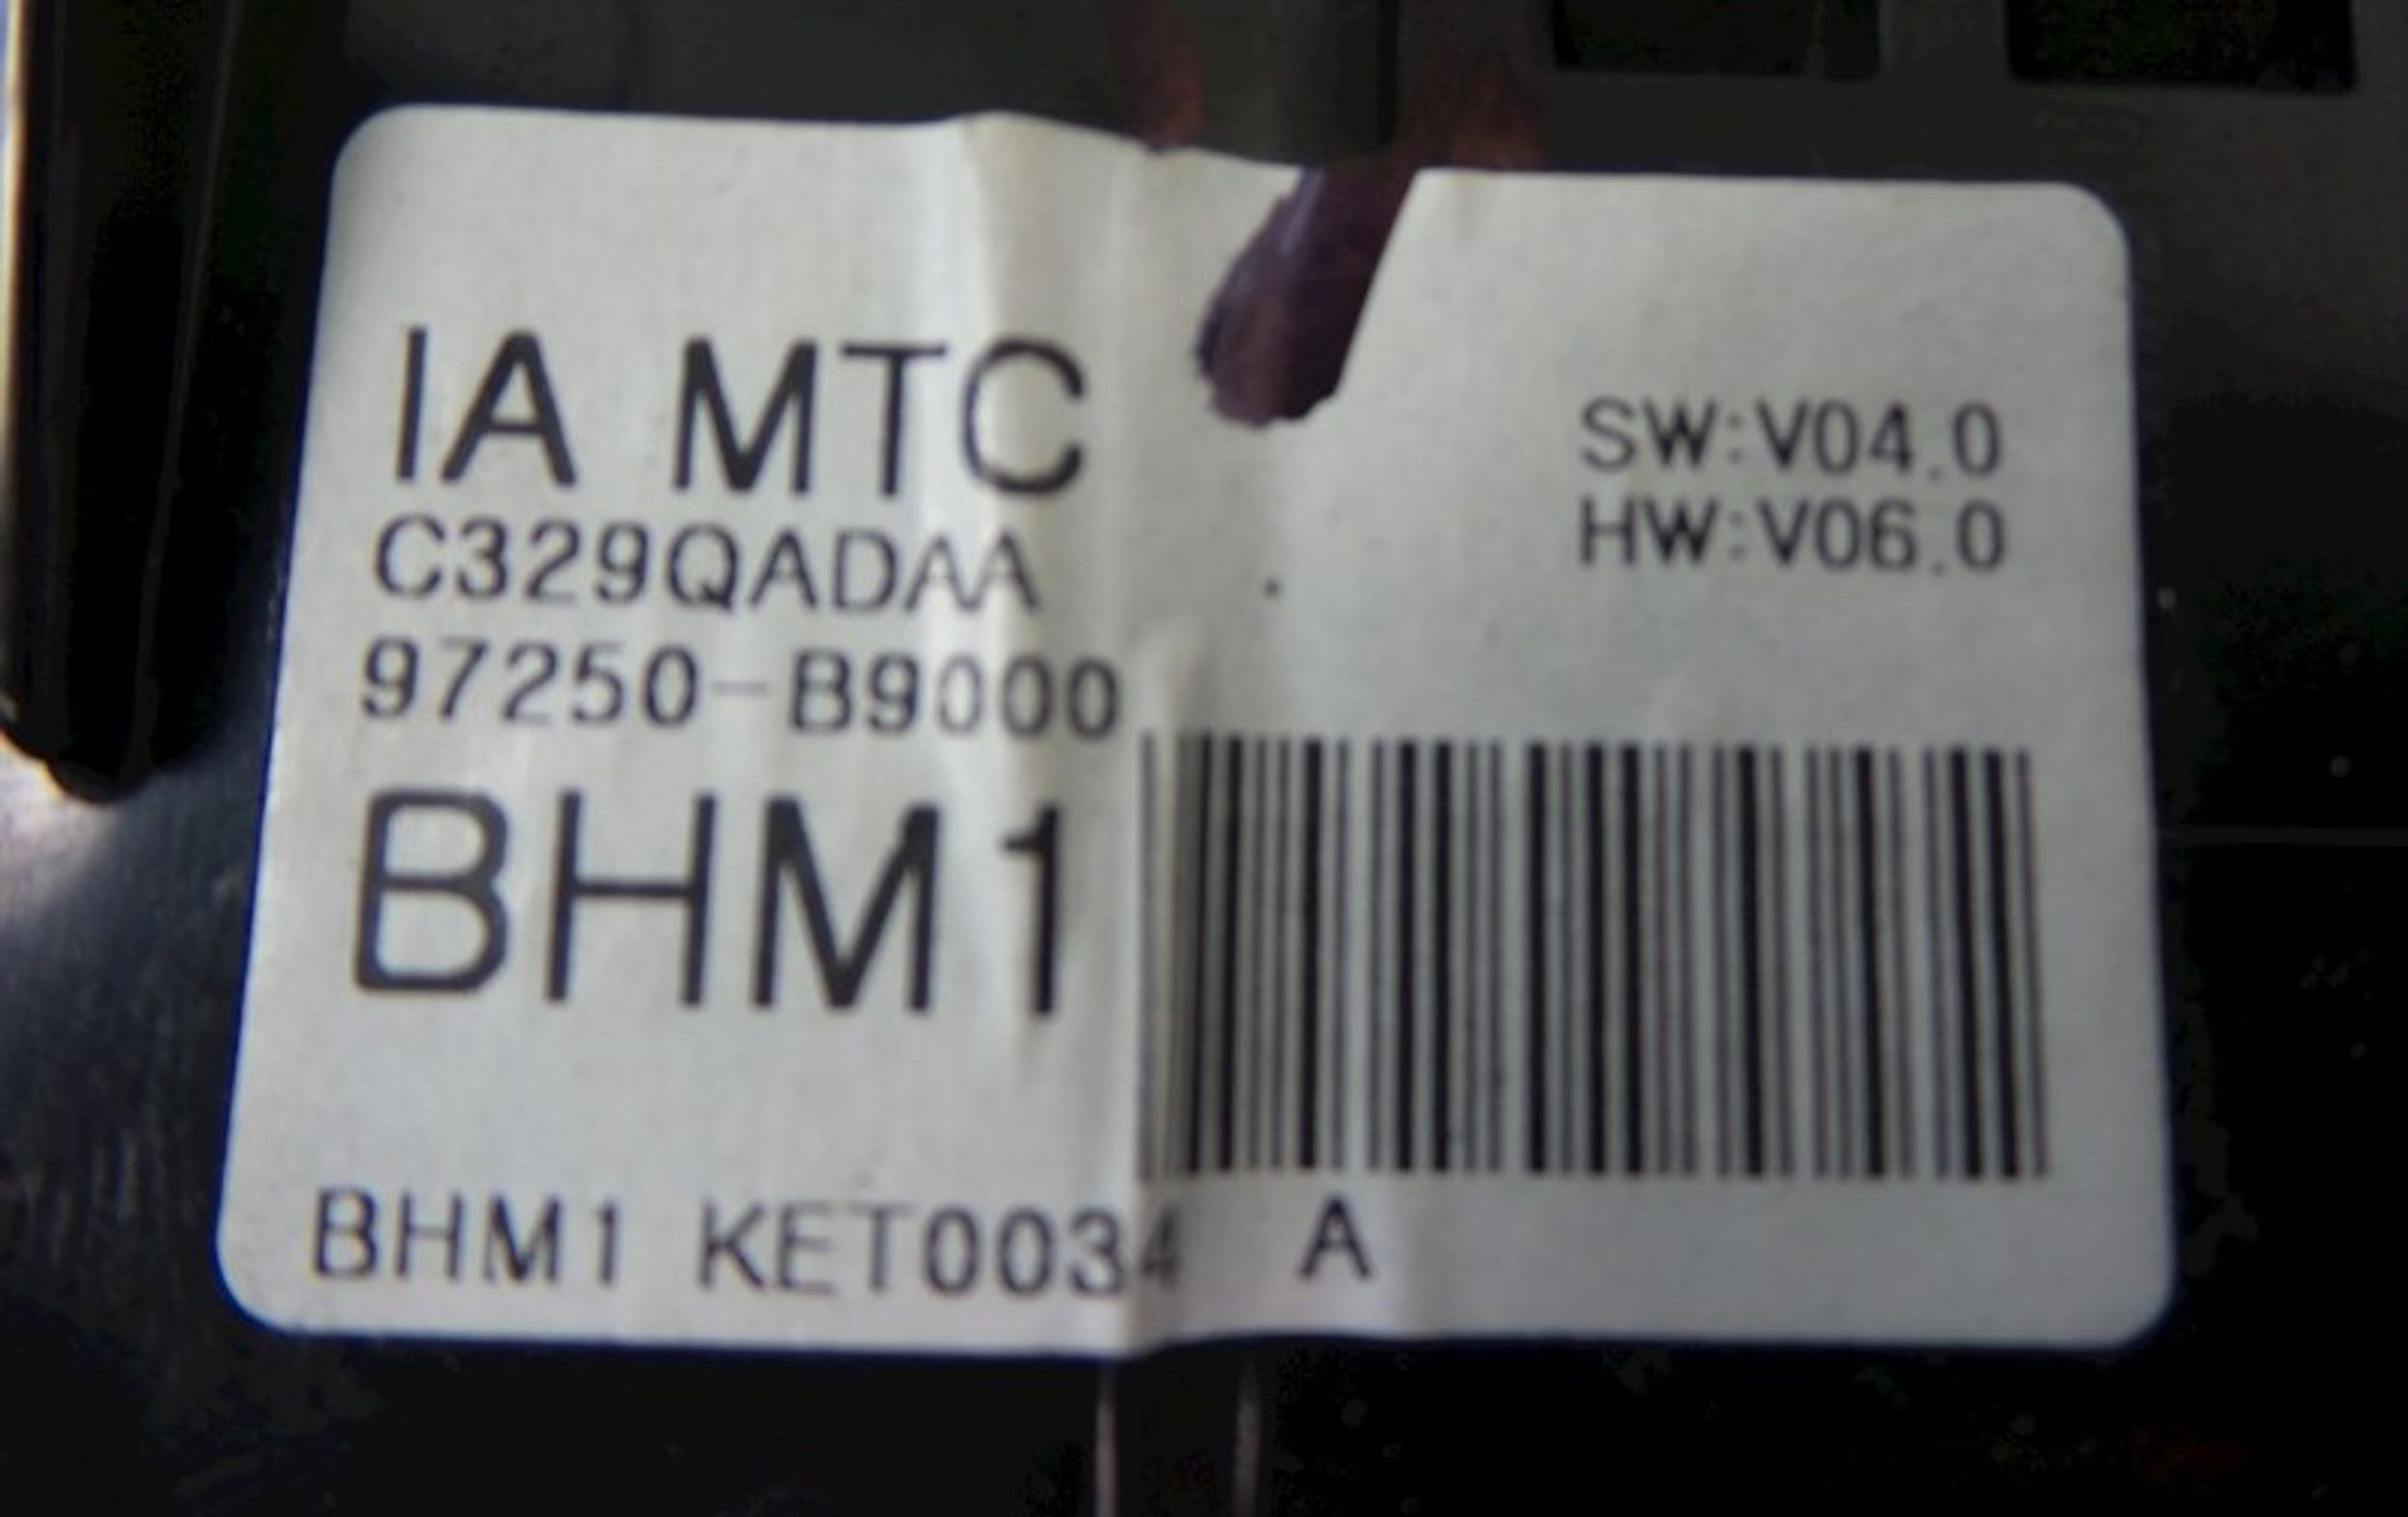 IA MTC
SW:V04.0
HW:V06.0
C329QADAA
97250-B9000
BHM1
BHM1 KET0034 A